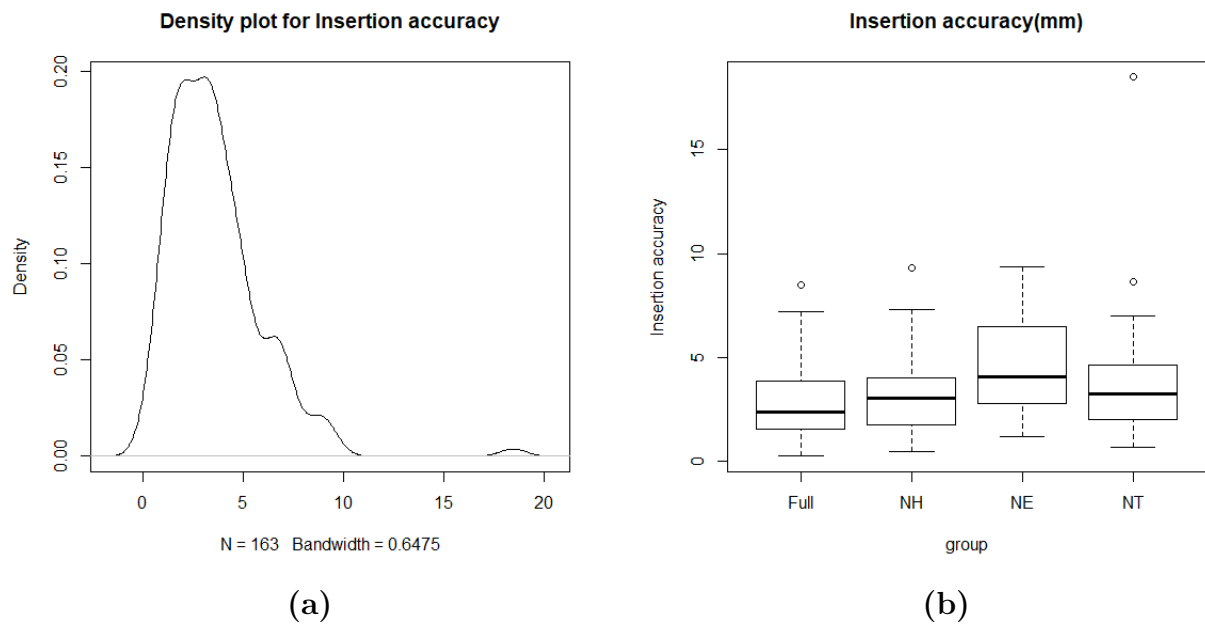 Density plot for Insertion accuracy
Density
0.00
0.05
0.10
0.15
0.20
0
5
10
15
20
N = 163 Bandwidth = 0.6475
(a)
Insertion accuracy(mm)
Insertion accuracy
0
5
10
15
Full
NH
NE
NT
group
(b)